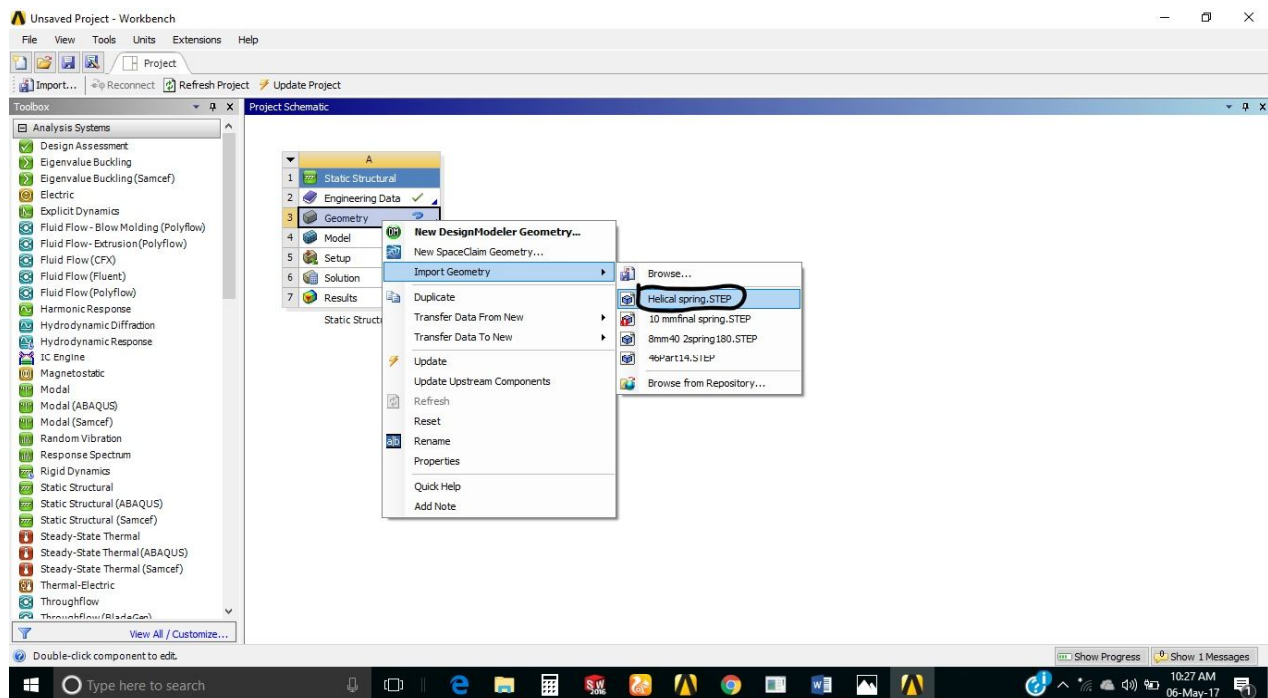 Unsaved Project - Workbench
File View Tools Units Extensions Help
Project
Import... Reconnect Refresh Project Update Project
Toolbox
Project Schematic
Analysis Systems
Design Assessment
Eigenvalue Buckling
Eigenvalue Buckling (Samcef)
Electric
Explicit Dynamics
Fluid Flow - Blow Molding (Polyflow)
Fluid Flow - Extrusion (Polyflow)
Fluid Flow (CFX)
Fluid Flow (Fluent)
Fluid Flow (Polyflow)
Harmonic Response
Hydrodynamic Diffraction
Hydrodynamic Response
IC Engine
Magnetostatic
Modal
Modal (ABAQUS)
Modal (Samcef)
Random Vibration
Response Spectrum
Rigid Dynamics
Static Structural
Static Structural (ABAQUS)
Static Structural (Samcef)
Steady-State Thermal
Steady-State Thermal (ABAQUS)
Steady-State Thermal (Samcef)
Thermal-Electric
Throughflow
Throughflow (BladeGen)
View All / Customize...
A
1 Static Structural
2 Engineering Data
3 Geometry
4 Model
5 Setup
6 Solution
7 Results
Static Struct
New DesignModeler Geometry...
New SpaceClaim Geometry...
Import Geometry
Duplicate
Transfer Data From New
Transfer Data To New
Update
Update Upstream Components
Refresh
Reset
Rename
Properties
Quick Help
Add Note
Browse...
Helical spring.STEP
10 mmfinal spring.STEP
8mm40 2spring180.STEP
46Part14.STEP
Browse from Repository...
Double-click component to edit.
Show Progress Show 1 Messages
Type here to search
10:27 AM
06-May-17